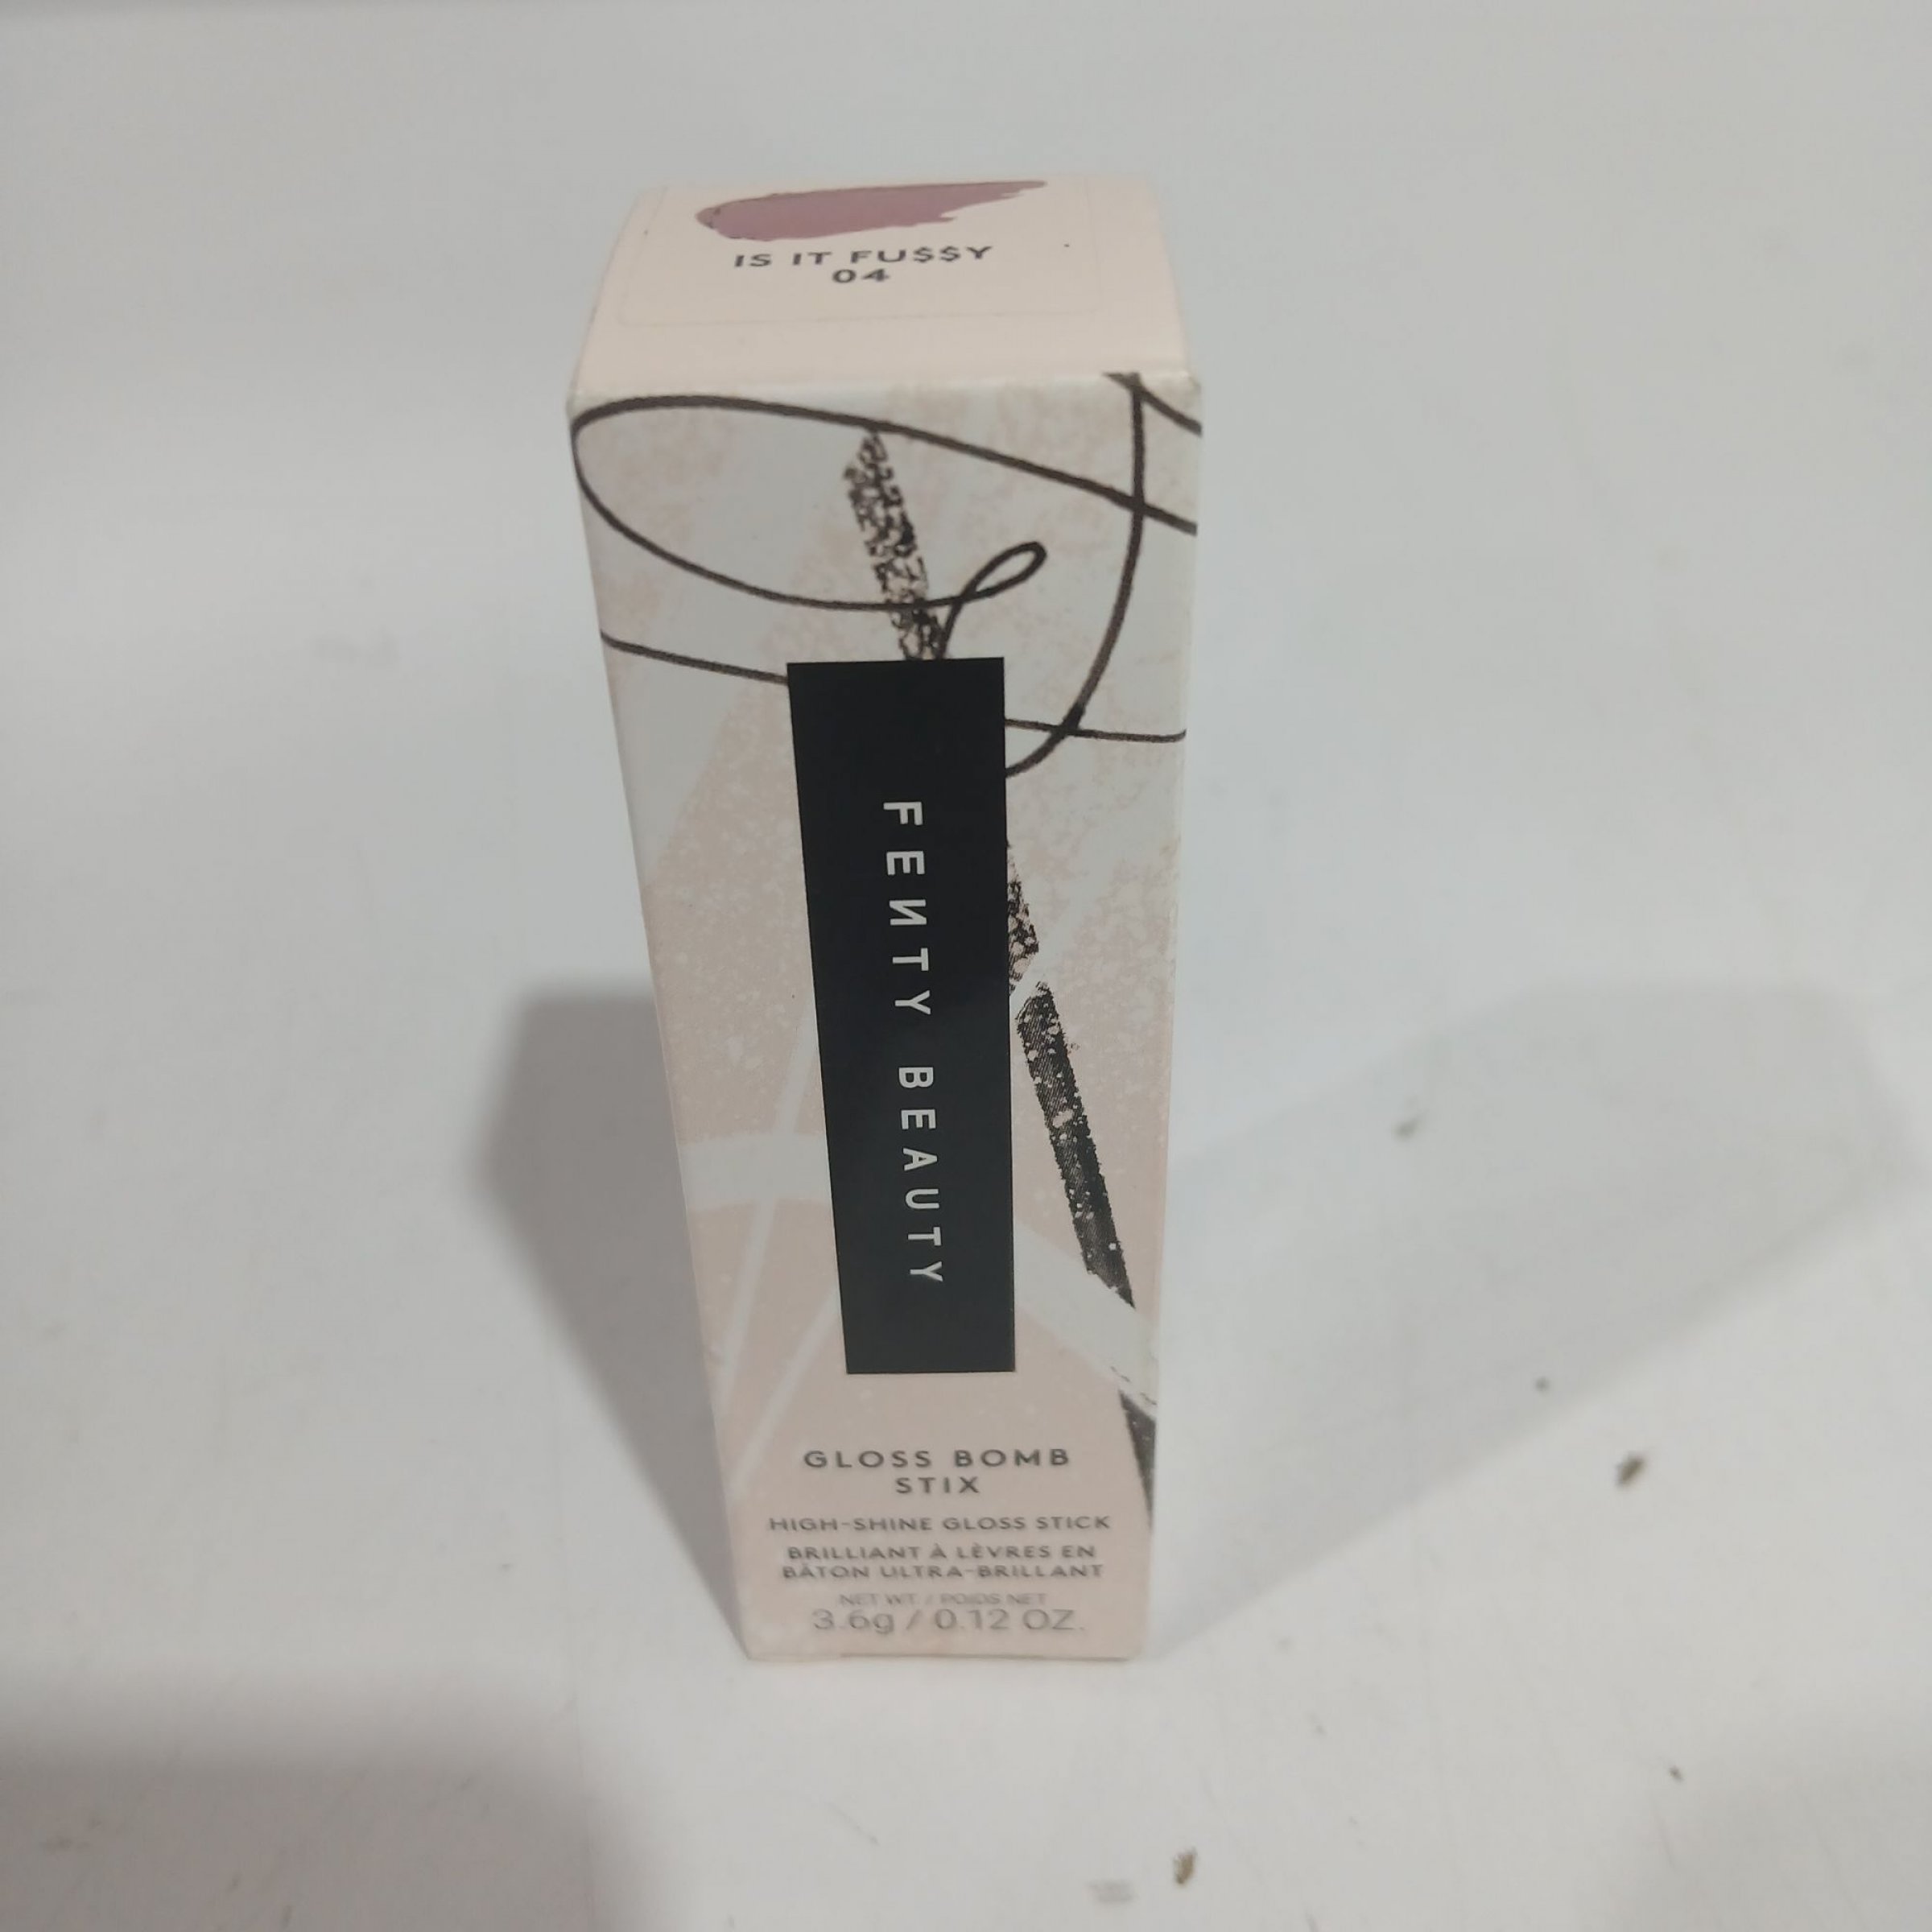 IS IT FU$$Y
04
FEИTY BEAUTY
GLOSS BOMB
STIX
HIGH-SHINE GLOSS STICK
BRILLIANT À LÈVRES EN
BÂTON ULTRA-BRILLANT
NET WT. / POIDS NET
3.6g / 0.12 OZ.